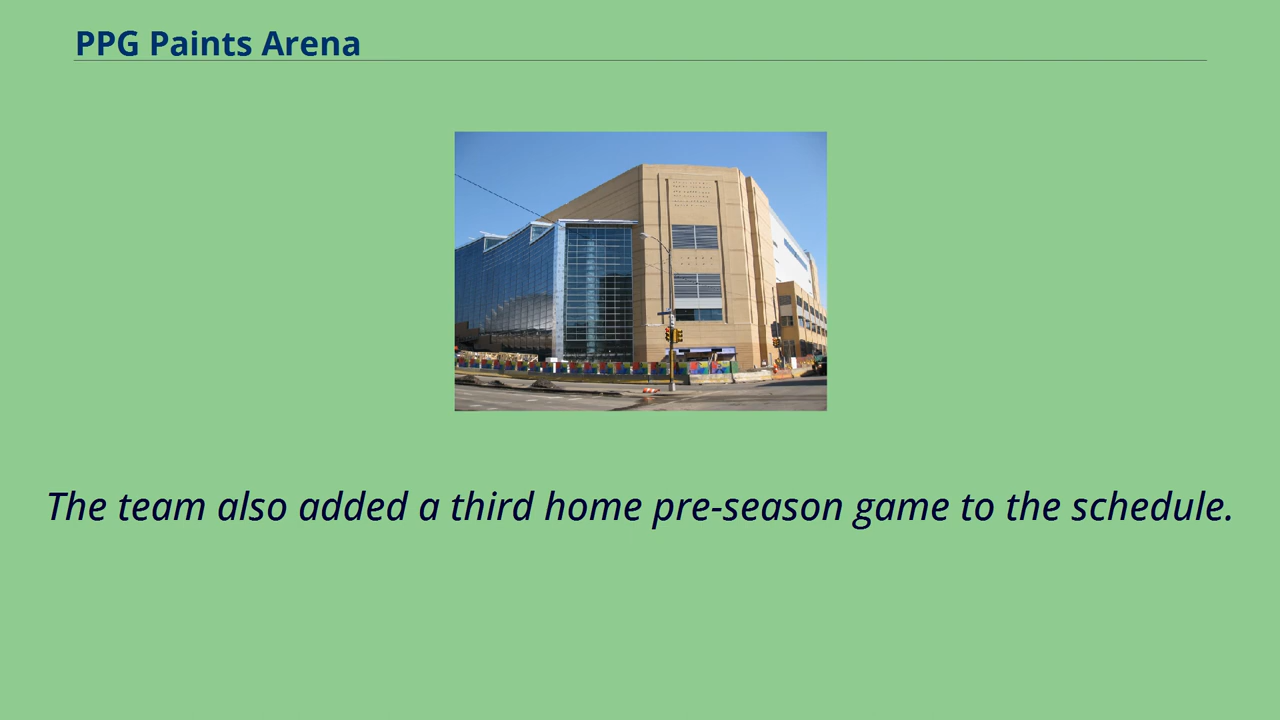 PPG Paints Arena
The team also added a third home pre-season game to the schedule.